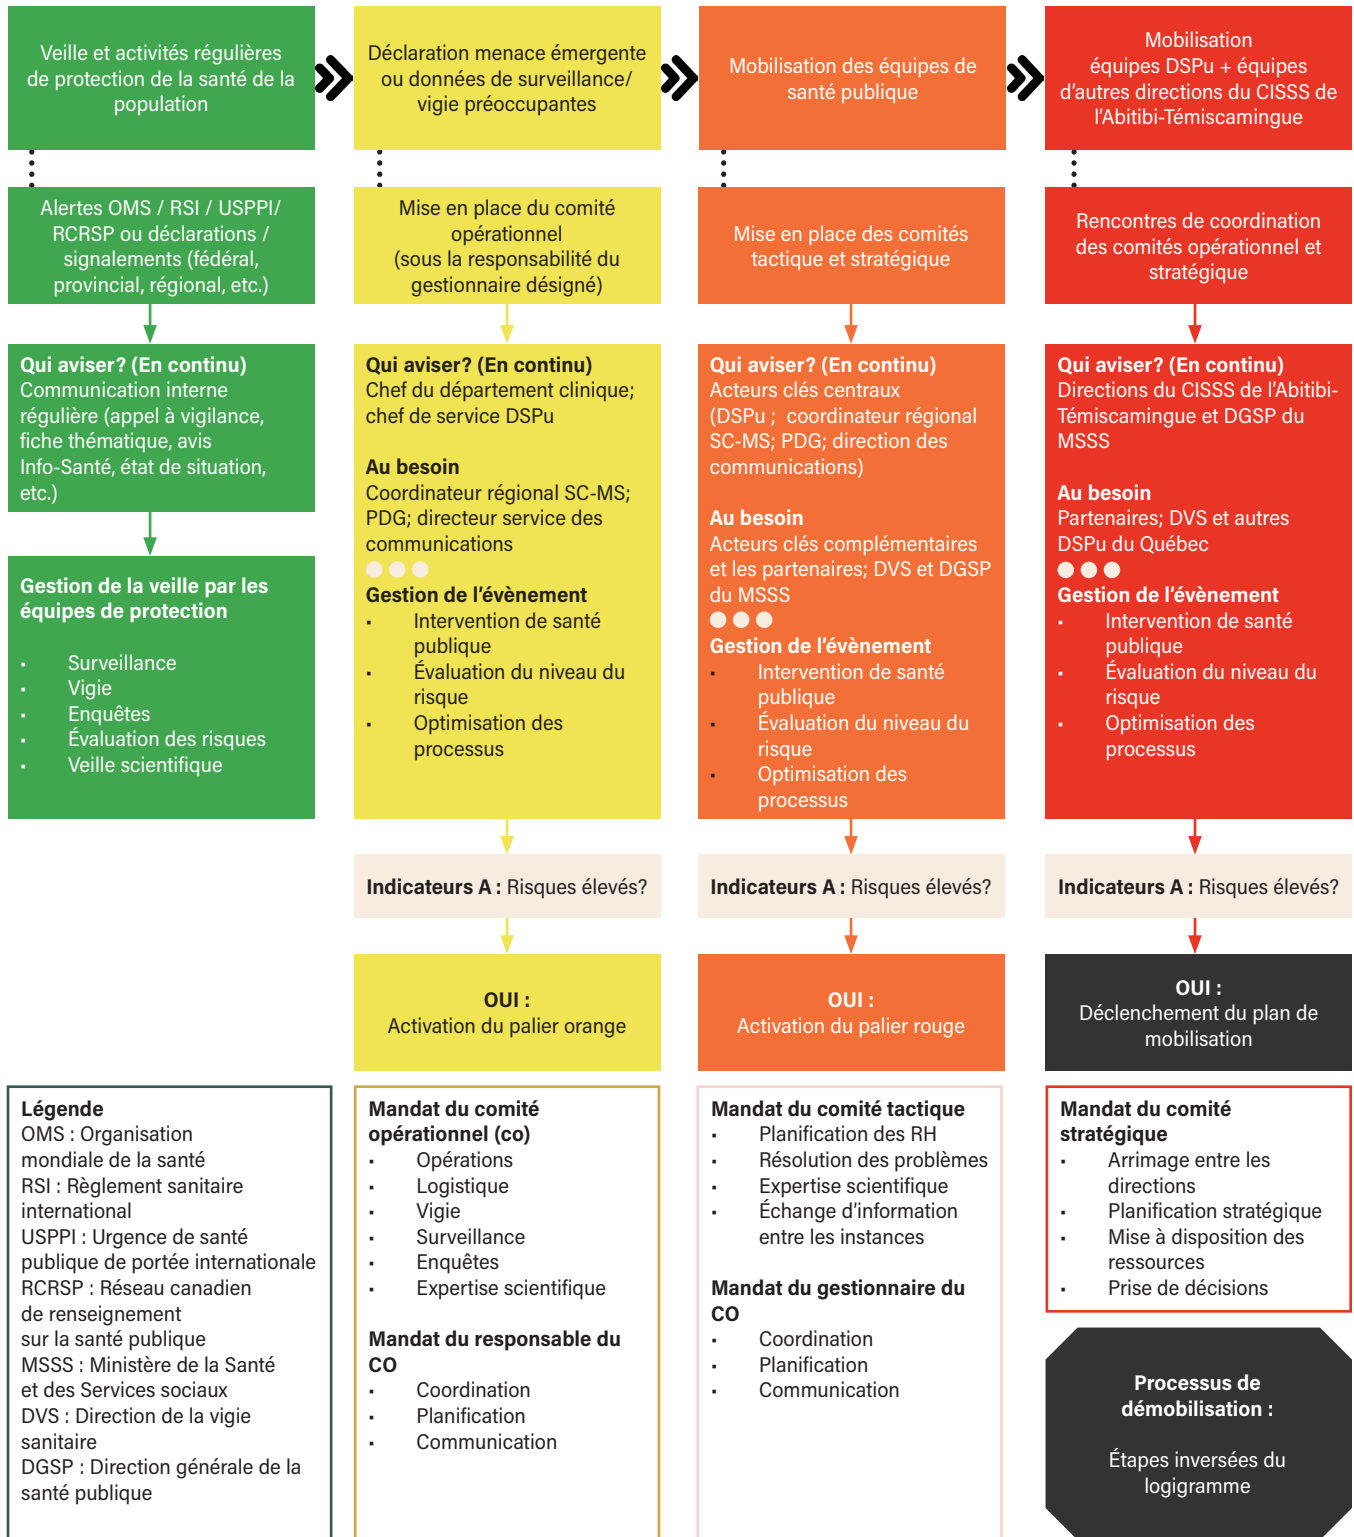 Veille et activités régulières
de protection de la santé de la
population
Déclaration menace émergente
ou données de surveillance/
vigie préoccupantes
Mobilisation des équipes de
santé publique
Mobilisation
équipes DSPu + équipes
d'autres directions du CISSS de
l'Abitibi-Témiscamingue
Alertes OMS / RSI / USPPI/
RCRSP ou déclarations /
signalements (fédéral,
provincial, régional, etc.)
Mise en place du comité
opérationnel
(sous la responsabilité du
gestionnaire désigné)
Mise en place des comités
tactique et stratégique
Rencontres de coordination
des comités opérationnel et
stratégique
Qui aviser? (En continu)
Communication interne
régulière (appel à vigilance,
fiche thématique, avis
Info-Santé, état de situation,
etc.)
Gestion de la veille par les
équipes de protection
▪ Surveillance
▪ Vigie
▪ Enquêtes
▪ Évaluation des risques
▪ Veille scientifique
Qui aviser? (En continu)
Chef du département clinique;
chef de service DSPu
Au besoin
Coordinateur régional SC-MS;
PDG; directeur service des
communications
Gestion de l'évènement
▪ Intervention de santé
publique
▪ Évaluation du niveau du
risque
▪ Optimisation des
processus
Qui aviser? (En continu)
Acteurs clés centraux
(DSPu ; coordinateur régional
SC-MS; PDG; direction des
communications)
Au besoin
Acteurs clés complémentaires
et les partenaires; DVS et DGSP
du MSSS
Gestion de l'évènement
▪ Intervention de santé
publique
▪ Évaluation du niveau du
risque
▪ Optimisation des
processus
Qui aviser? (En continu)
Directions du CISSS de l'Abitibi-
Témiscamingue et DGSP du
MSSS
Au besoin
Partenaires; DVS et autres
DSPu du Québec
Gestion de l'évènement
▪ Intervention de santé
publique
▪ Évaluation du niveau du
risque
▪ Optimisation des
processus
Indicateurs A : Risques élevés?
Indicateurs A : Risques élevés?
Indicateurs A : Risques élevés?
OUI :
Activation du palier orange
OUI :
Activation du palier rouge
OUI :
Déclenchement du plan de
mobilisation
Légende
OMS : Organisation
mondiale de la santé
RSI : Règlement sanitaire
international
USPPI : Urgence de santé
publique de portée internationale
RCRSP : Réseau canadien
de renseignement
sur la santé publique
MSSS : Ministère de la Santé
et des Services sociaux
DVS : Direction de la vigie
sanitaire
DGSP : Direction générale de la
santé publique
Mandat du comité
opérationnel (co)
▪ Opérations
▪ Logistique
▪ Vigie
▪ Surveillance
▪ Enquêtes
▪ Expertise scientifique
Mandat du responsable du
CO
▪ Coordination
▪ Planification
▪ Communication
Mandat du comité tactique
▪ Planification des RH
▪ Résolution des problèmes
▪ Expertise scientifique
▪ Échange d'information
entre les instances
Mandat du gestionnaire du
CO
▪ Coordination
▪ Planification
▪ Communication
Mandat du comité
stratégique
▪ Arrimage entre les
directions
▪ Planification stratégique
▪ Mise à disposition des
ressources
▪ Prise de décisions
Processus de
démobilisation :
Étapes inversées du
logigramme